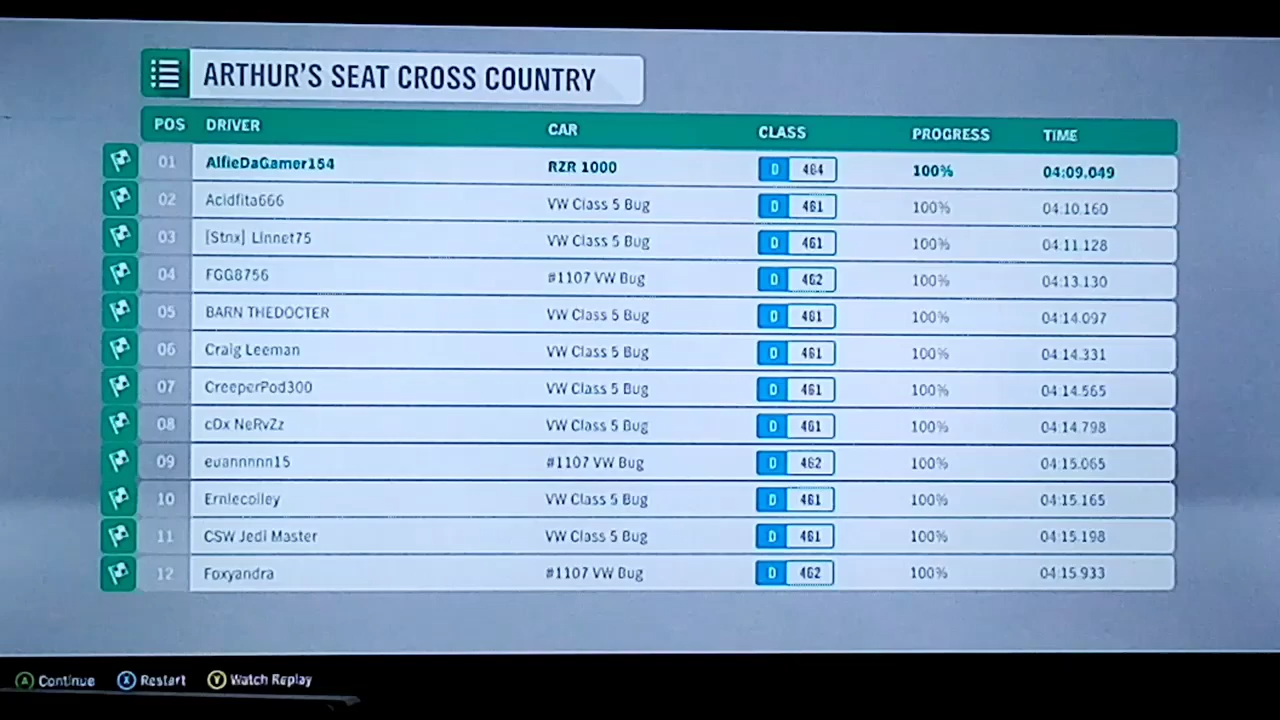 ARTHUR'S SEAT CROSS COUNTRY
POS DRIVER CAR CLASS PROGRESS TIME
01 AlfieDaGamer154 RZR 1000 D 464 100% 04:09.049
02 Acidfita666 VW Class 5 Bug D 461 100% 04:10.160
03 [Stnx] Linnet75 VW Class 5 Bug D 461 100% 04:11.128
04 FGG8756 #1107 VW Bug D 462 100% 04:13.130
05 BARN THEDOCTER VW Class 5 Bug D 461 100% 04:14.097
06 Craig Leeman VW Class 5 Bug D 461 100% 04:14.331
07 CreeperPod300 VW Class 5 Bug D 461 100% 04:14.565
08 cOx NeRvZz VW Class 5 Bug D 461 100% 04:14.798
09 euannnnn15 #1107 VW Bug D 462 100% 04:15.065
10 Erniecolley VW Class 5 Bug D 461 100% 04:15.165
11 CSW Jedi Master VW Class 5 Bug D 461 100% 04:15.198
12 Foxyandra #1107 VW Bug D 462 100% 04:15.933
A Continue X Restart Y Watch Replay